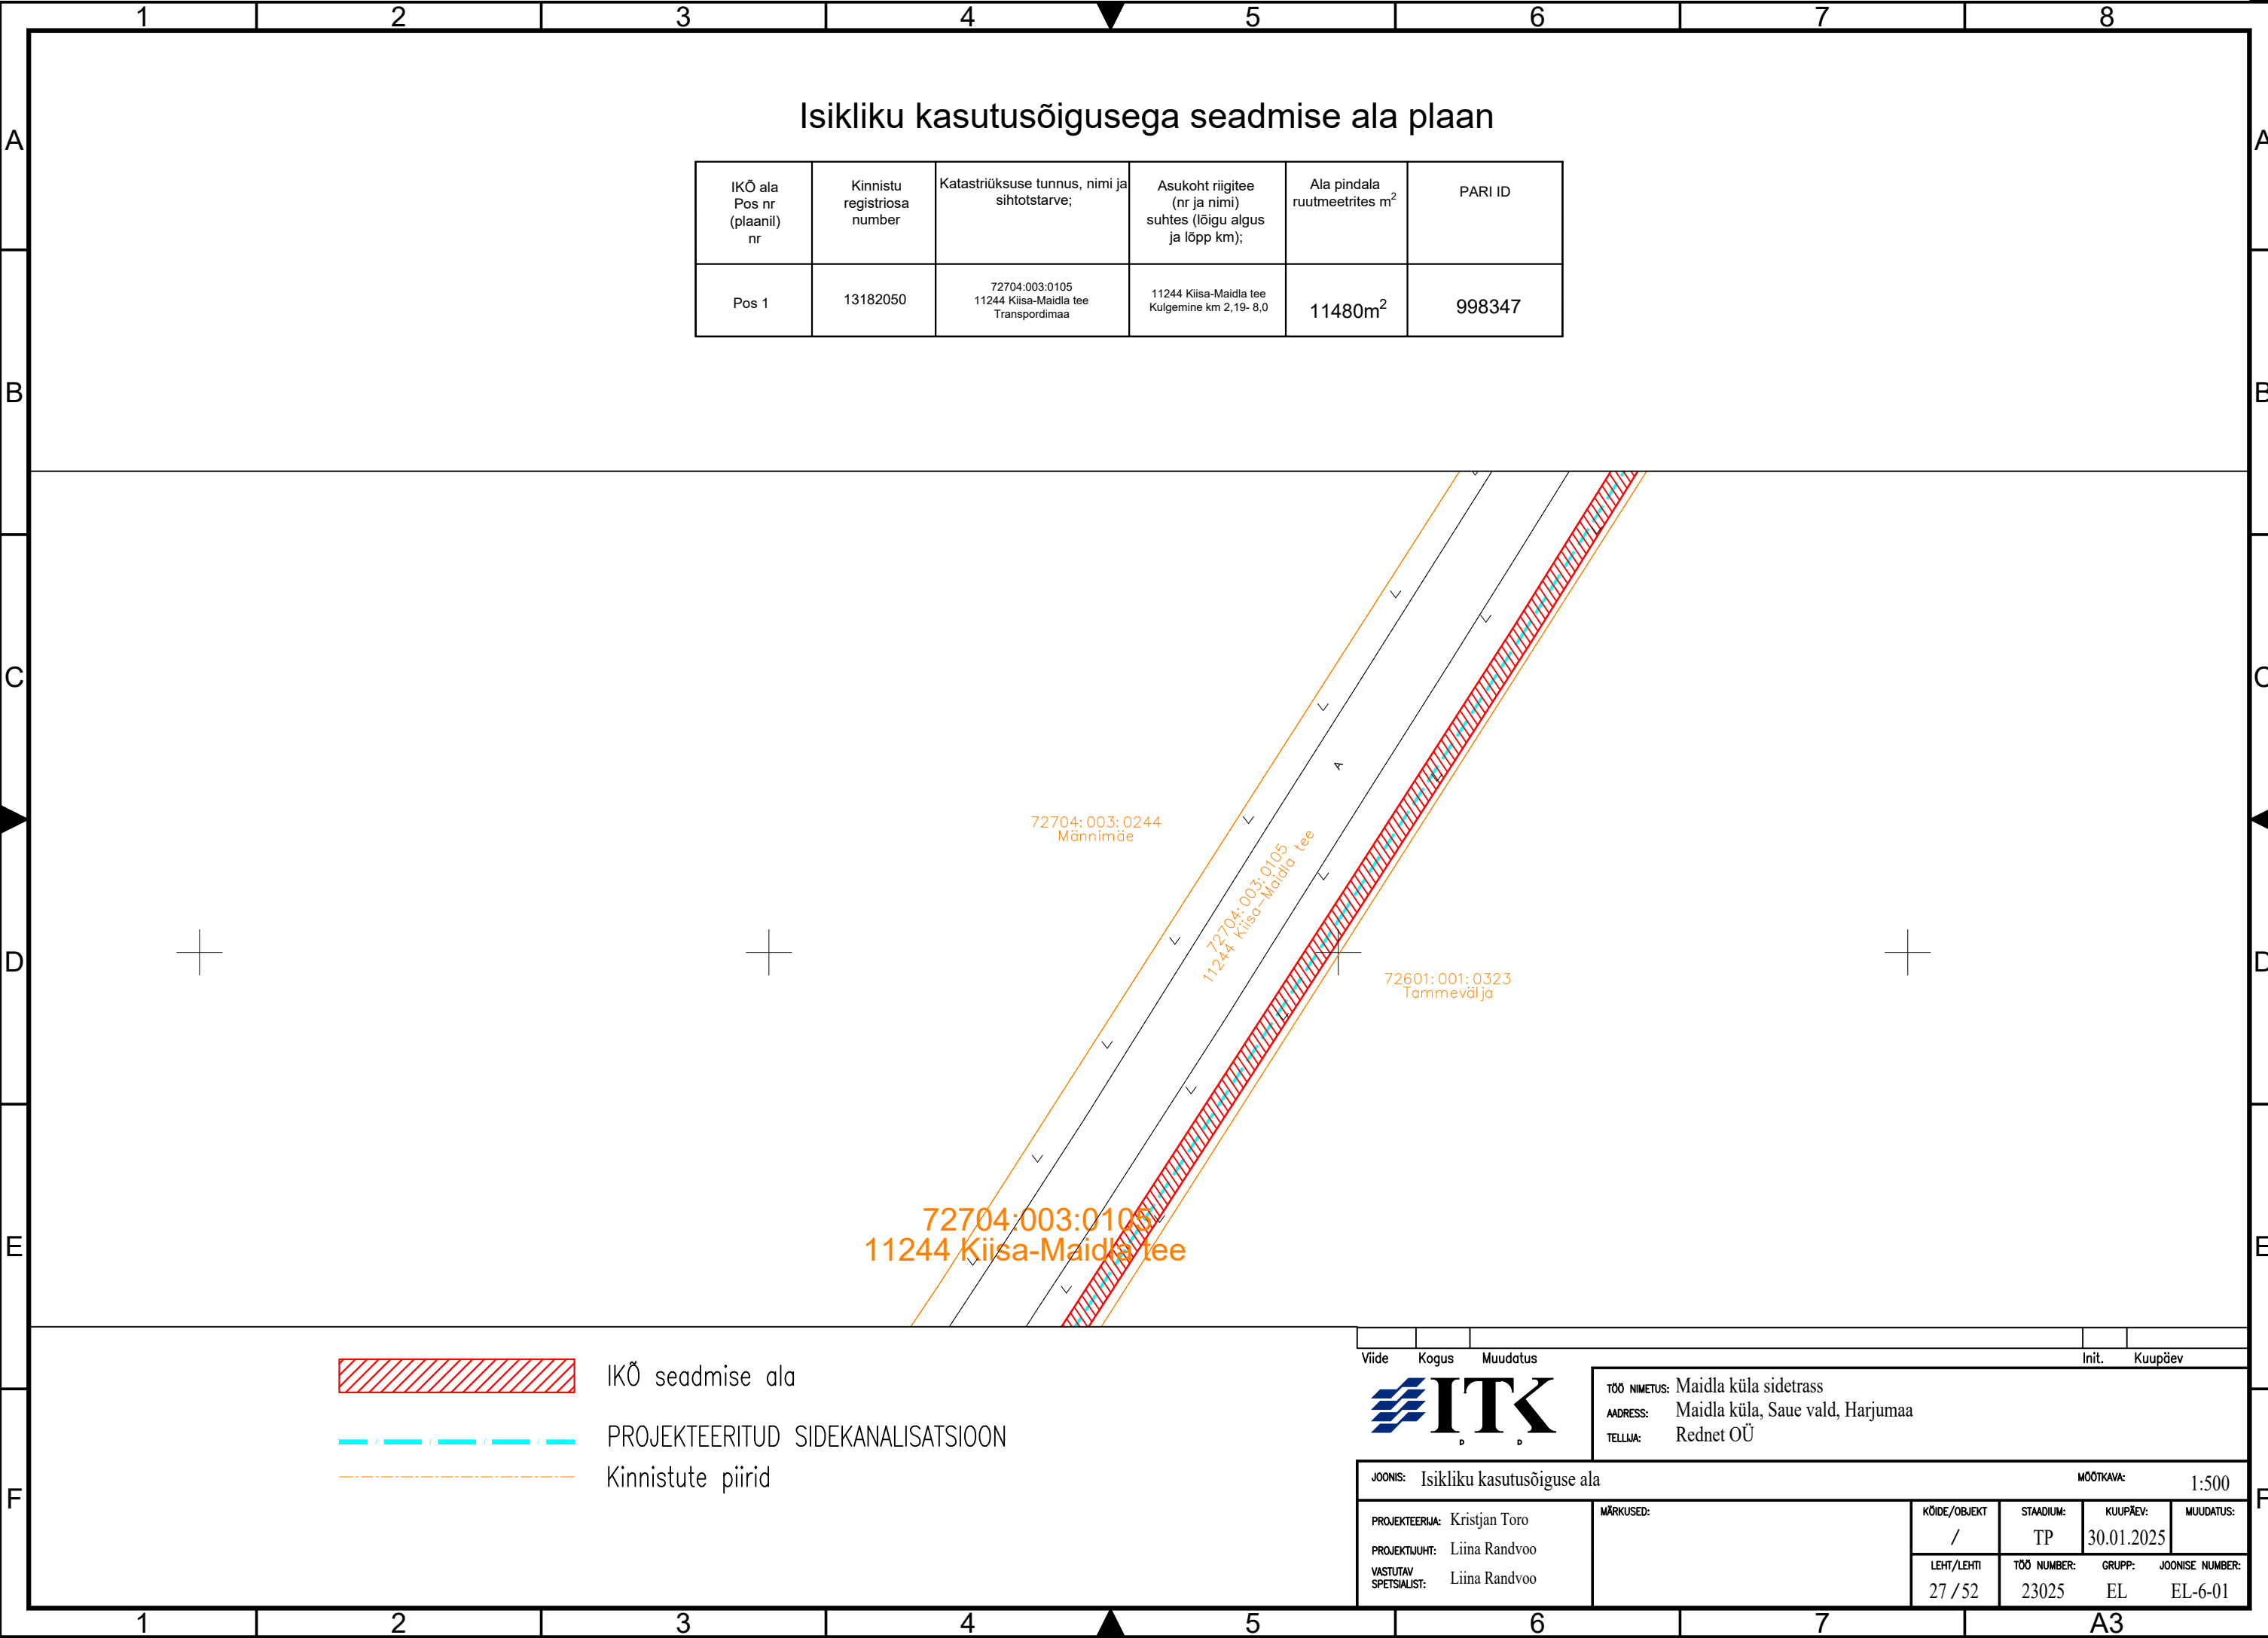 1 2 3 4 5 6 7 8
A A
B B
C C
D D
E E
F F
Isikliku kasutusõigusega seadmise ala plaan
IKÕ ala
Pos nr
(plaanil)
nr
Kinnistu
registriosa
number
Katastriüksuse tunnus, nimi ja
sihtotstarve;
Asukoht riigitee
(nr ja nimi)
suhtes (lõigu algus
ja lõpp km);
Ala pindala
ruutmeetrites m²
PARI ID
Pos 1
13182050
72704:003:0105
11244 Kiisa-Maidla tee
Transpordimaa
11244 Kiisa-Maidla tee
Kulgemine km 2,19- 8,0
11480m²
998347
A
72704:003:0244
Männimäe
72704:003:0105
11244 Kiisa-Maidla tee
72601:001:0323
Tammevälja
72704:003:0105
11244 Kiisa-Maidla tee
IKÕ seadmise ala
PROJEKTEERITUD SIDEKANALISATSIOON
Kinnistute piirid
Viide Kogus Muudatus Init. Kuupäev
ITK
D D
TÖÖ NIMETUS: Maidla küla sidetrass
AADRESS: Maidla küla, Saue vald, Harjumaa
TELLIJA: Rednet OÜ
JOONIS: Isikliku kasutusõiguse ala
MÕÕTKAVA: 1:500
PROJEKTEERIJA: Kristjan Toro
PROJEKTIJUHT: Liina Randvoo
VASTUTAV
SPETSIALIST: Liina Randvoo
MÄRKUSED:
KÖIDE/OBJEKT STAADIUM: KUUPÄEV: MUUDATUS:
/ TP 30.01.2025
LEHT/LEHTI TÖÖ NUMBER: GRUPP: JOONISE NUMBER:
27 / 52 23025 EL EL-6-01
1 2 3 4 5 6 7 A3